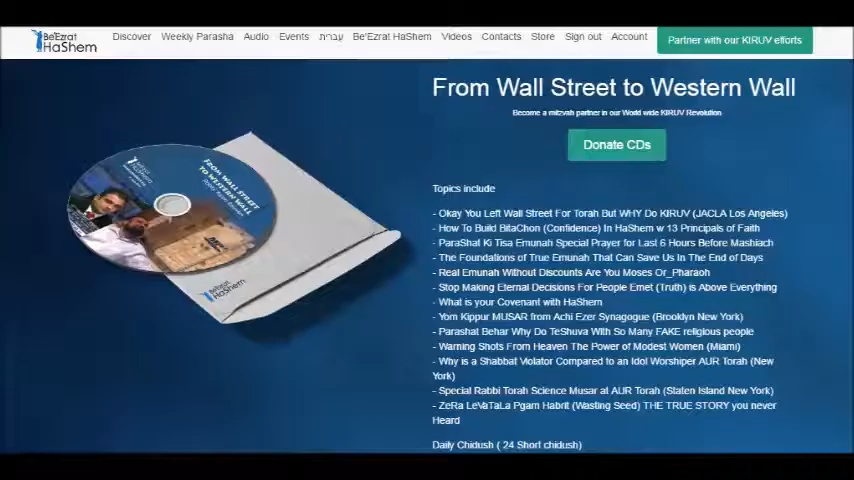 Be'Ezrat
HaShem
Discover Weekly Parasha Audio Events עברית Be'Ezrat HaShem Videos Contacts Store Sign out Account Partner with our KIRUV efforts
From Wall Street to Western Wall
Become a mitzvah partner in our World wide KIRUV Revolution
Donate CDs
Topics include
- Okay You Left Wall Street For Torah But WHY Do KIRUV (JACLA Los Angeles)
- How To Build BitaChon (Confidence) In HaShem w 13 Principals of Faith
- ParaShat Ki Tisa Emunah Special Prayer for Last 6 Hours Before Mashiach
- The Foundations of True Emunah That Can Save Us In The End of Days
- Real Emunah Without Discounts Are You Moses Or_Pharaoh
- Stop Making Eternal Decisions For People Emet (Truth) is Above Everything
- What is your Covenant with HaShem
- Yom Kippur MUSAR from Achi Ezer Synagogue (Brooklyn New York)
- Parashat Behar Why Do TeShuva With So Many FAKE religious people
- Warning Shots From Heaven The Power of Modest Women (Miami)
- Why is a Shabbat Violator Compared to an Idol Worshiper AUR Torah (New
York)
- Special Rabbi Torah Science Musar at AUR Torah (Staten Island New York)
- ZeRa LeVaTaLa Pgam Habrit (Wasting Seed) THE TRUE STORY you never
Heard
Daily Chidush ( 24 Short chidush)
Be'Ezrat
HaShem
FROM WALL STREET
TO WESTERN WALL
Be'Ezrat
HaShem